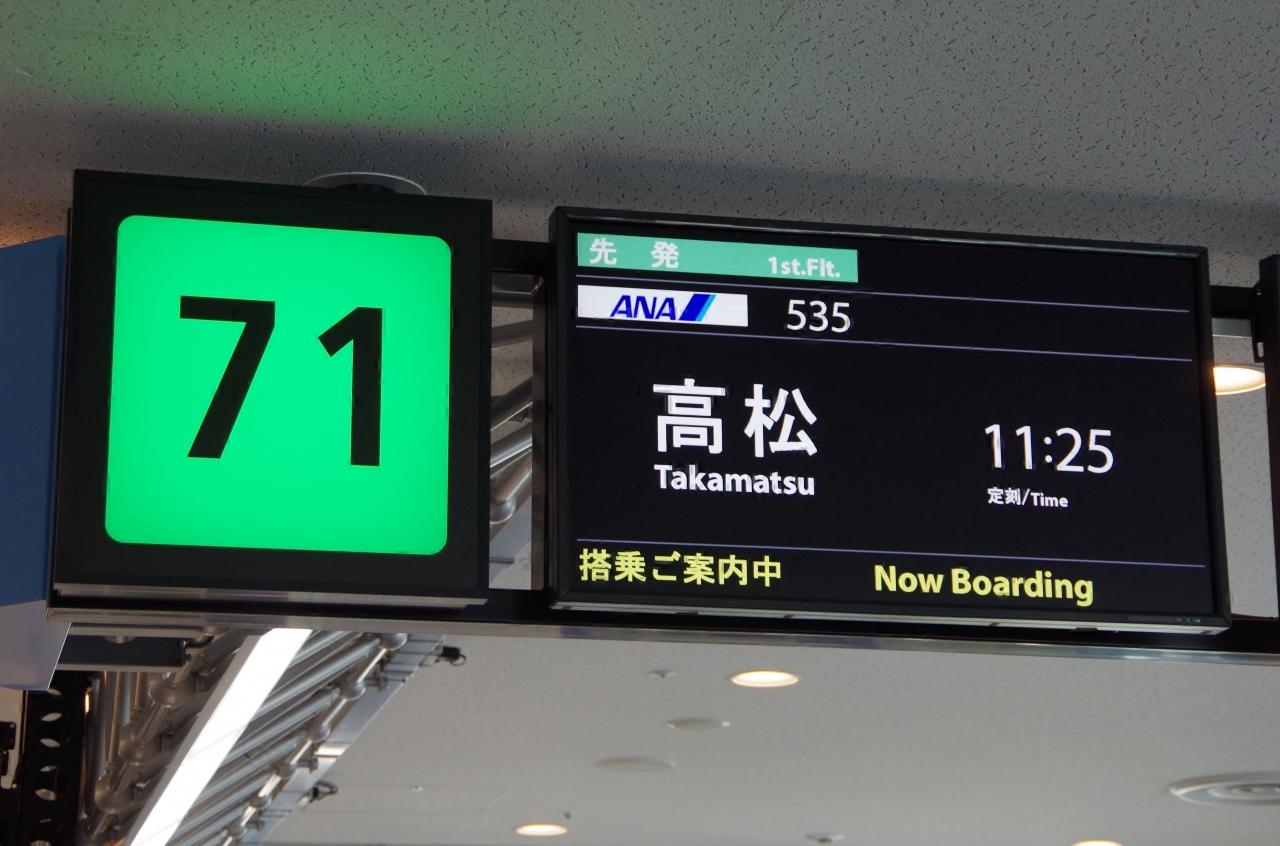 71
先 発 1st.Flt.
ANA 535
高松
Takamatsu
11:25
定刻/Time
搭乗ご案内中 Now Boarding